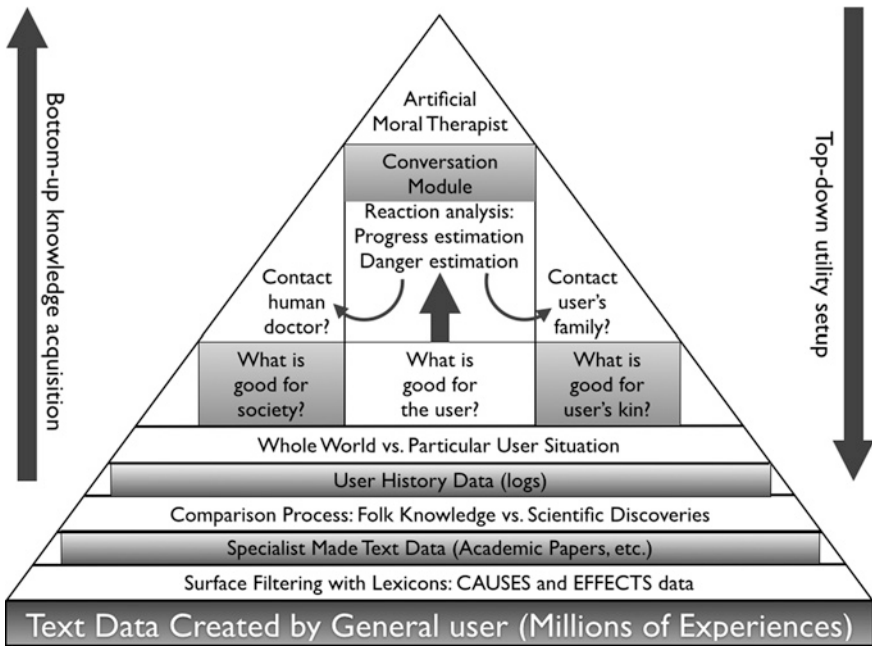 Artificial
Moral Therapist
Conversation
Module
Reaction analysis:
Progress estimation
Danger estimation
Contact
human
doctor?
Contact
user's
family?
What is
good for
society?
What is
good for
the user?
What is
good for
user's kin?
Whole World vs. Particular User Situation
User History Data (logs)
Comparison Process: Folk Knowledge vs. Scientific Discoveries
Specialist Made Text Data (Academic Papers, etc.)
Surface Filtering with Lexicons: CAUSES and EFFECTS data
Text Data Created by General user (Millions of Experiences)
Bottom-up knowledge acquisition
Top-down utility setup